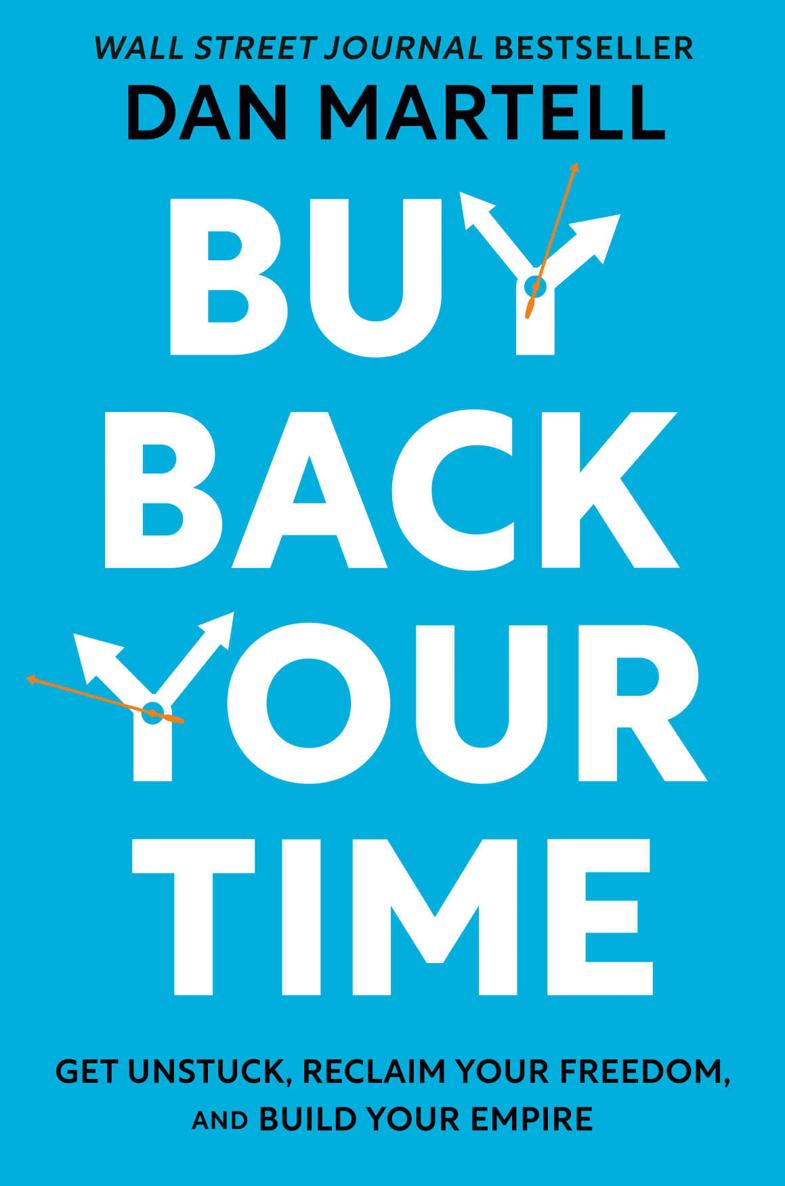 WALL STREET JOURNAL BESTSELLER
DAN MARTELL
BUY
BACK
YOUR
TIME
GET UNSTUCK, RECLAIM YOUR FREEDOM,
AND BUILD YOUR EMPIRE